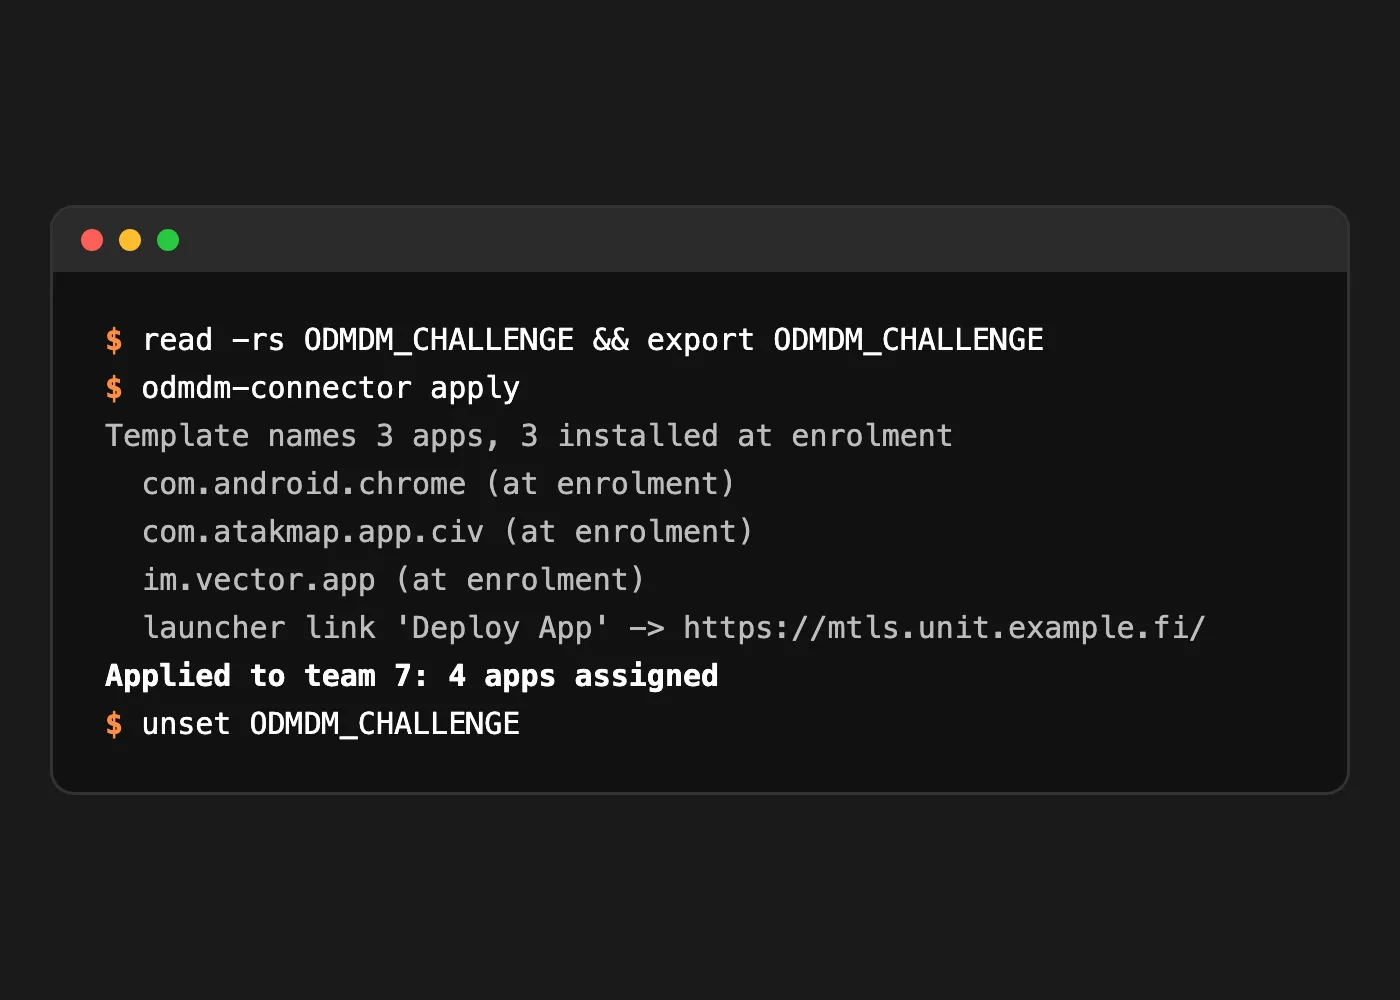 $ read -rs ODMDM_CHALLENGE && export ODMDM_CHALLENGE
$ odmdm-connector apply
Template names 3 apps, 3 installed at enrolment
  com.android.chrome (at enrolment)
  com.atakmap.app.civ (at enrolment)
  im.vector.app (at enrolment)
  launcher link 'Deploy App' -> https://mtls.unit.example.fi/
Applied to team 7: 4 apps assigned
$ unset ODMDM_CHALLENGE